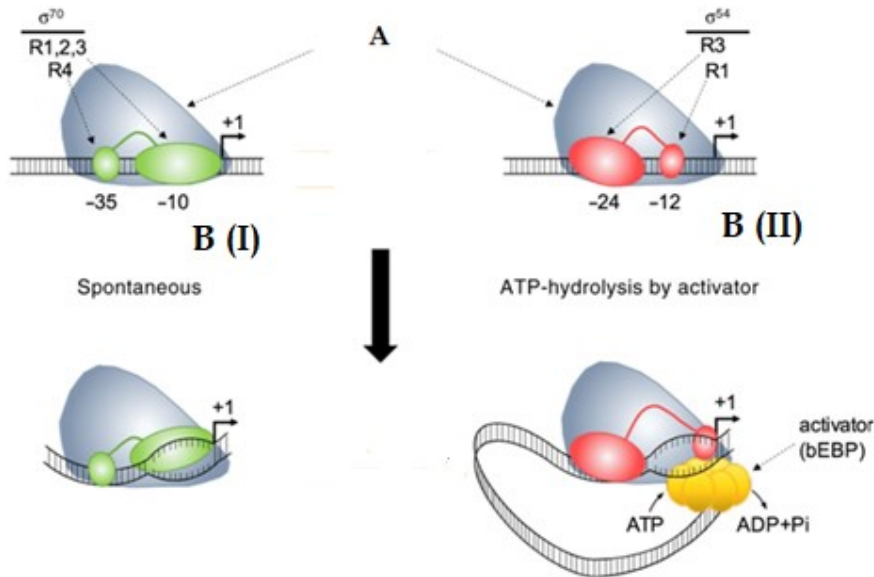 σ70
R1,2,3
R4
A
σ54
R3
R1
+1
+1
-35
-10
-24
-12
B (I)
B (II)
Spontaneous
ATP-hydrolysis by activator
+1
+1
activator
(bEBP)
ATP
ADP+Pi